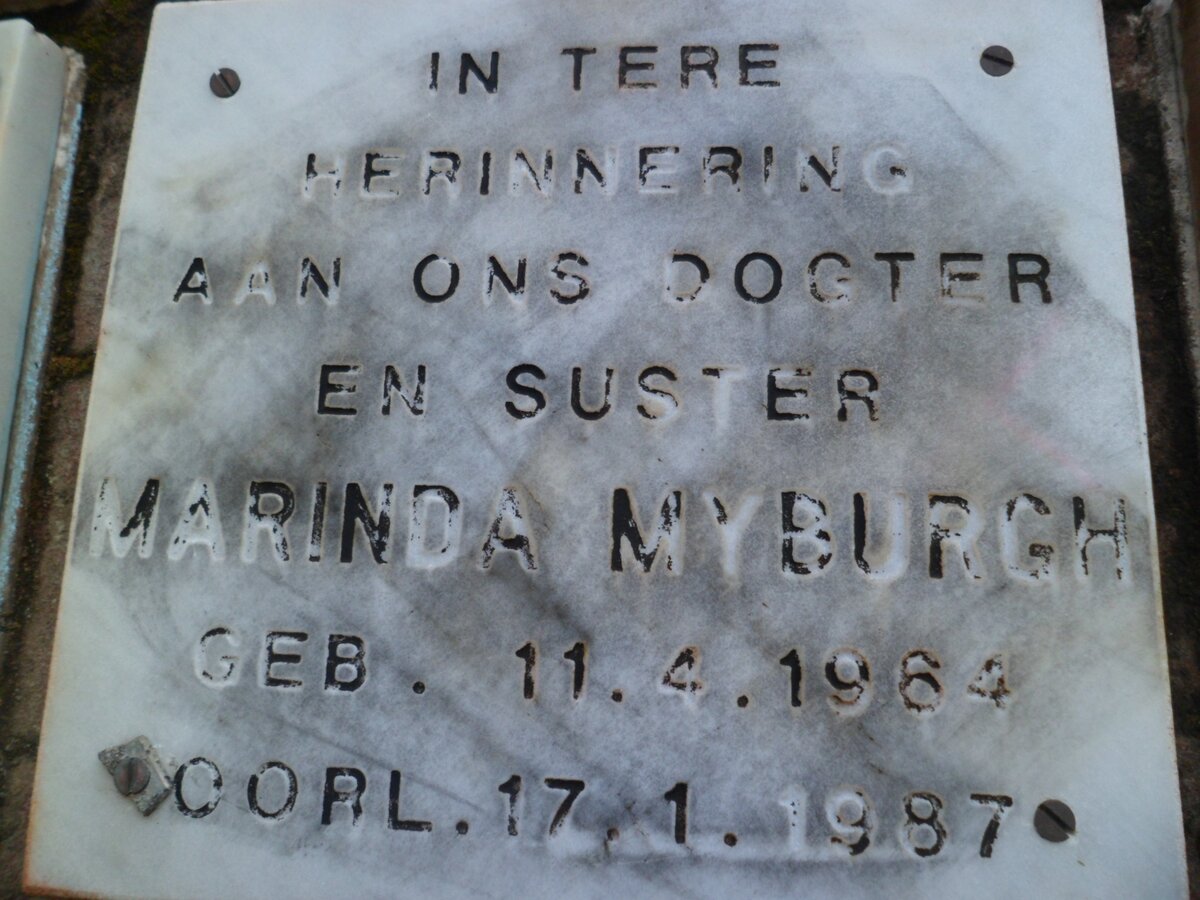 IN TERE
HERINNERING
AAN ONS DOGTER
EN SUSTER
MARINDA MYBURGH
GEB. 11.4.1964
OORL.17.1.1987